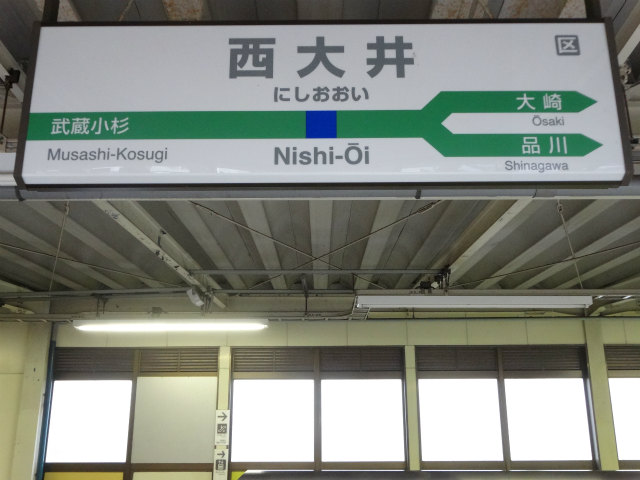 西大井
区
にしおおい
武蔵小杉
Musashi-Kosugi
Nishi-Ōi
大崎
Ōsaki
品川
Shinagawa